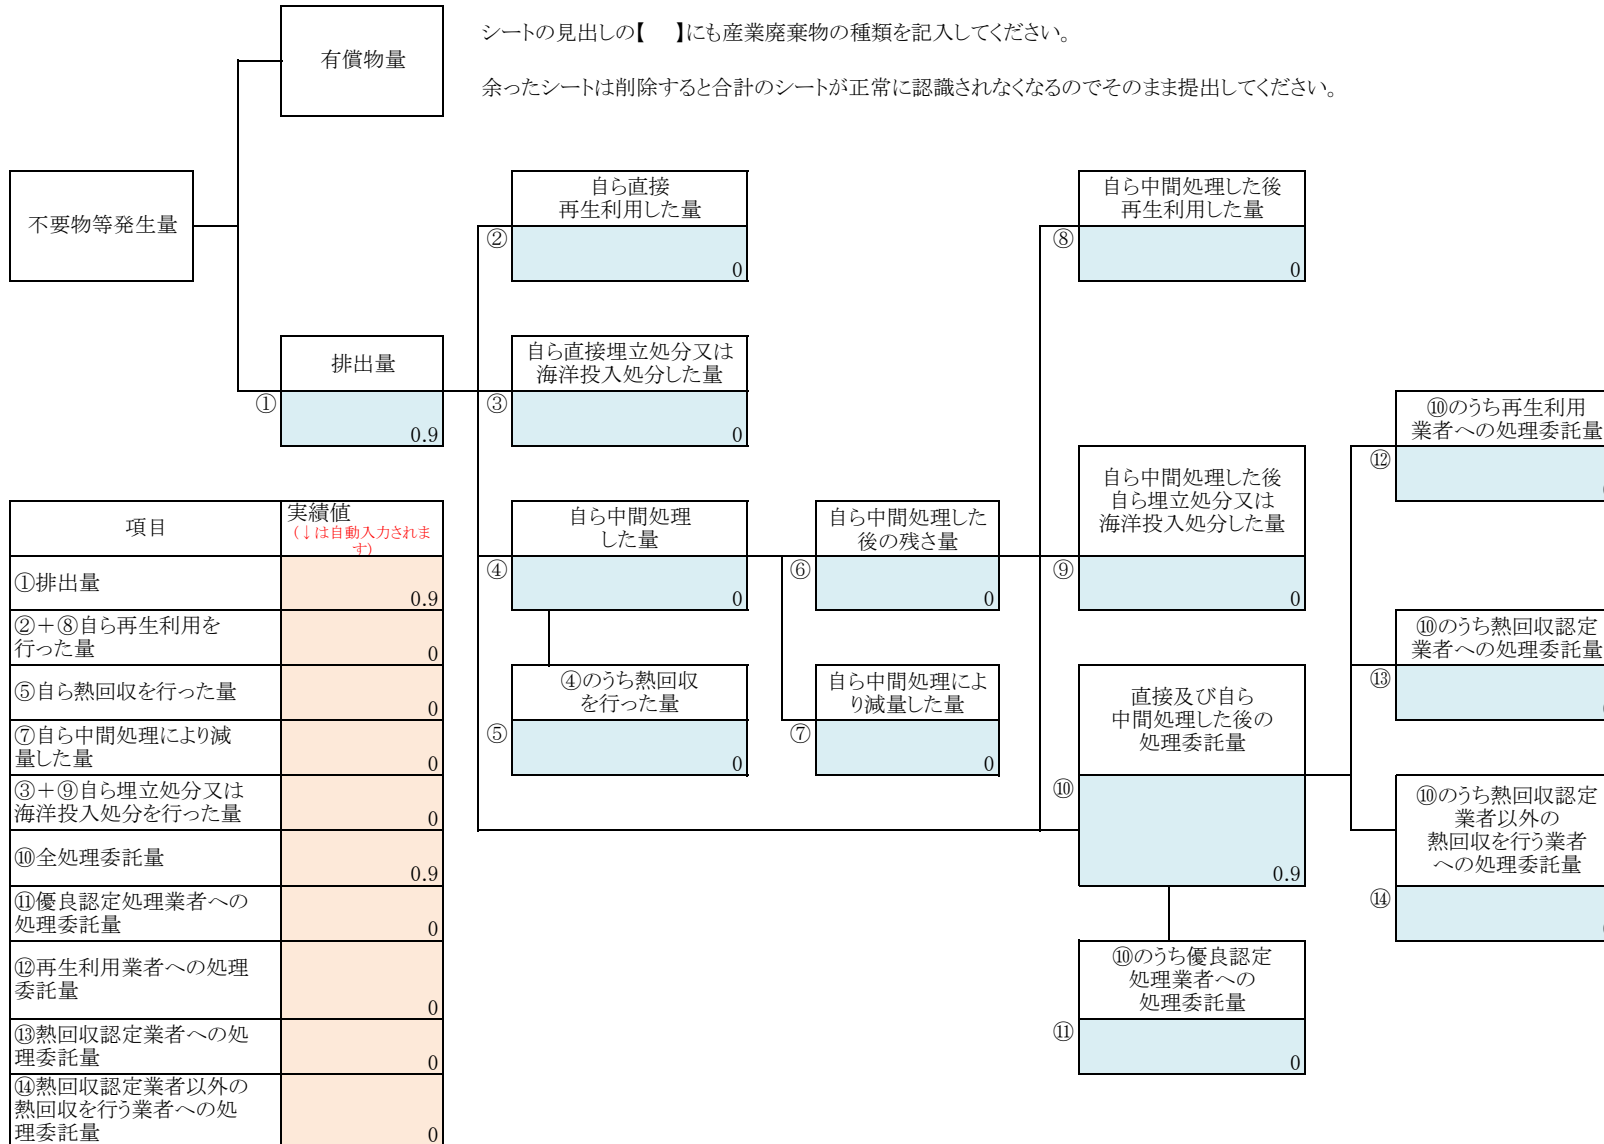 有償物量
シートの見出しの【　】にも産業廃棄物の種類を記入してください。
余ったシートは削除すると合計のシートが正常に認識されなくなるのでそのまま提出してください。
不要物等発生量
自ら直接
再生利用した量
②
0
自ら中間処理した後
再生利用した量
⑧
0
排出量
①
0.9
自ら直接埋立処分又は
海洋投入処分した量
③
0
⑩のうち再生利用
業者への処理委託量
⑫
自ら中間処理
した量
④
0
自ら中間処理した
後の残さ量
⑥
0
自ら中間処理した後
自ら埋立処分又は
海洋投入処分した量
⑨
0
⑩のうち熱回収認定
業者への処理委託量
⑬
④のうち熱回収
を行った量
⑤
0
自ら中間処理によ
り減量した量
⑦
0
直接及び自ら
中間処理した後の
処理委託量
⑩
0.9
⑩のうち熱回収認定
業者以外の
熱回収を行う業者
への処理委託量
⑭
⑩のうち優良認定
処理業者への
処理委託量
⑪
0
項目
実績値
(↓は自動入力されま
す)
①排出量
0.9
②＋⑧自ら再生利用を
行った量
0
⑤自ら熱回収を行った量
0
⑦自ら中間処理により減
量した量
0
③＋⑨自ら埋立処分又は
海洋投入処分を行った量
0
⑩全処理委託量
0.9
⑪優良認定処理業者への
処理委託量
0
⑫再生利用業者への処理
委託量
0
⑬熱回収認定業者への処
理委託量
0
⑭熱回収認定業者以外の
熱回収を行う業者への処
理委託量
0